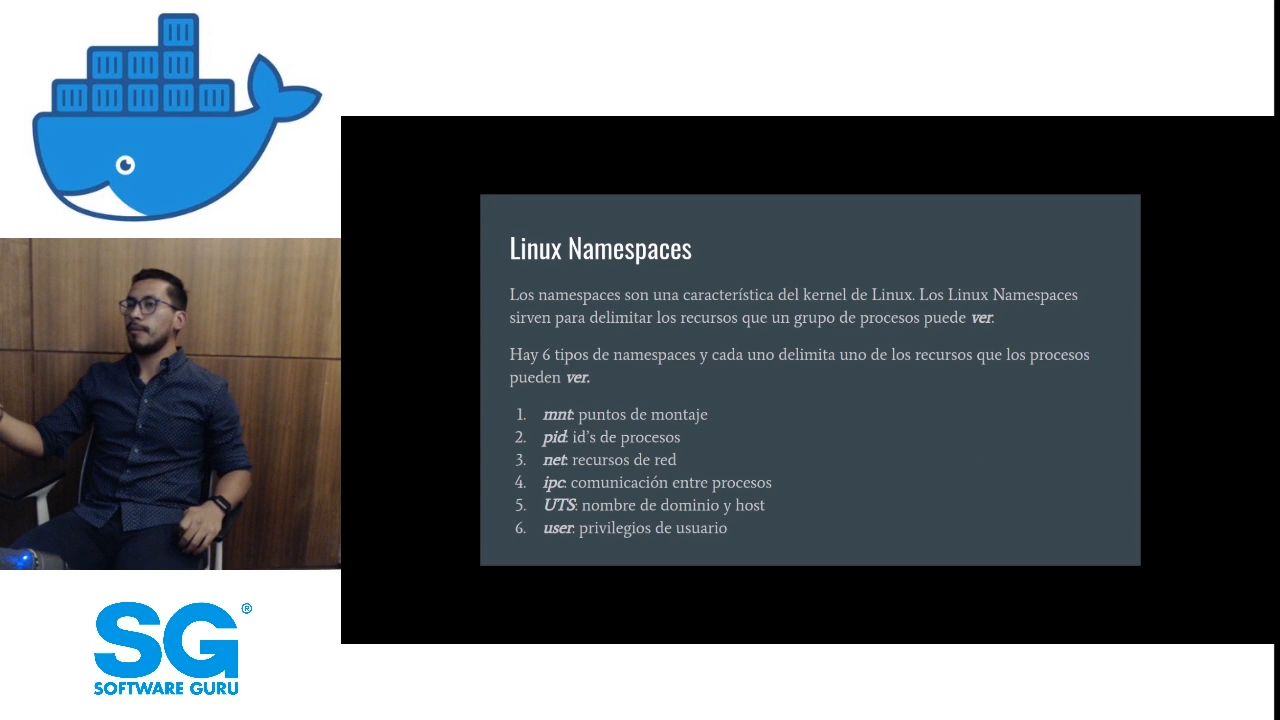 Linux Namespaces
Los namespaces son una característica del kernel de Linux. Los Linux Namespaces
sirven para delimitar los recursos que un grupo de procesos puede ver.
Hay 6 tipos de namespaces y cada uno delimita uno de los recursos que los procesos
pueden ver.
1. mnt: puntos de montaje
2. pid: id's de procesos
3. net: recursos de red
4. ipc: comunicación entre procesos
5. UTS: nombre de dominio y host
6. user: privilegios de usuario
SG®
SOFTWARE GURU